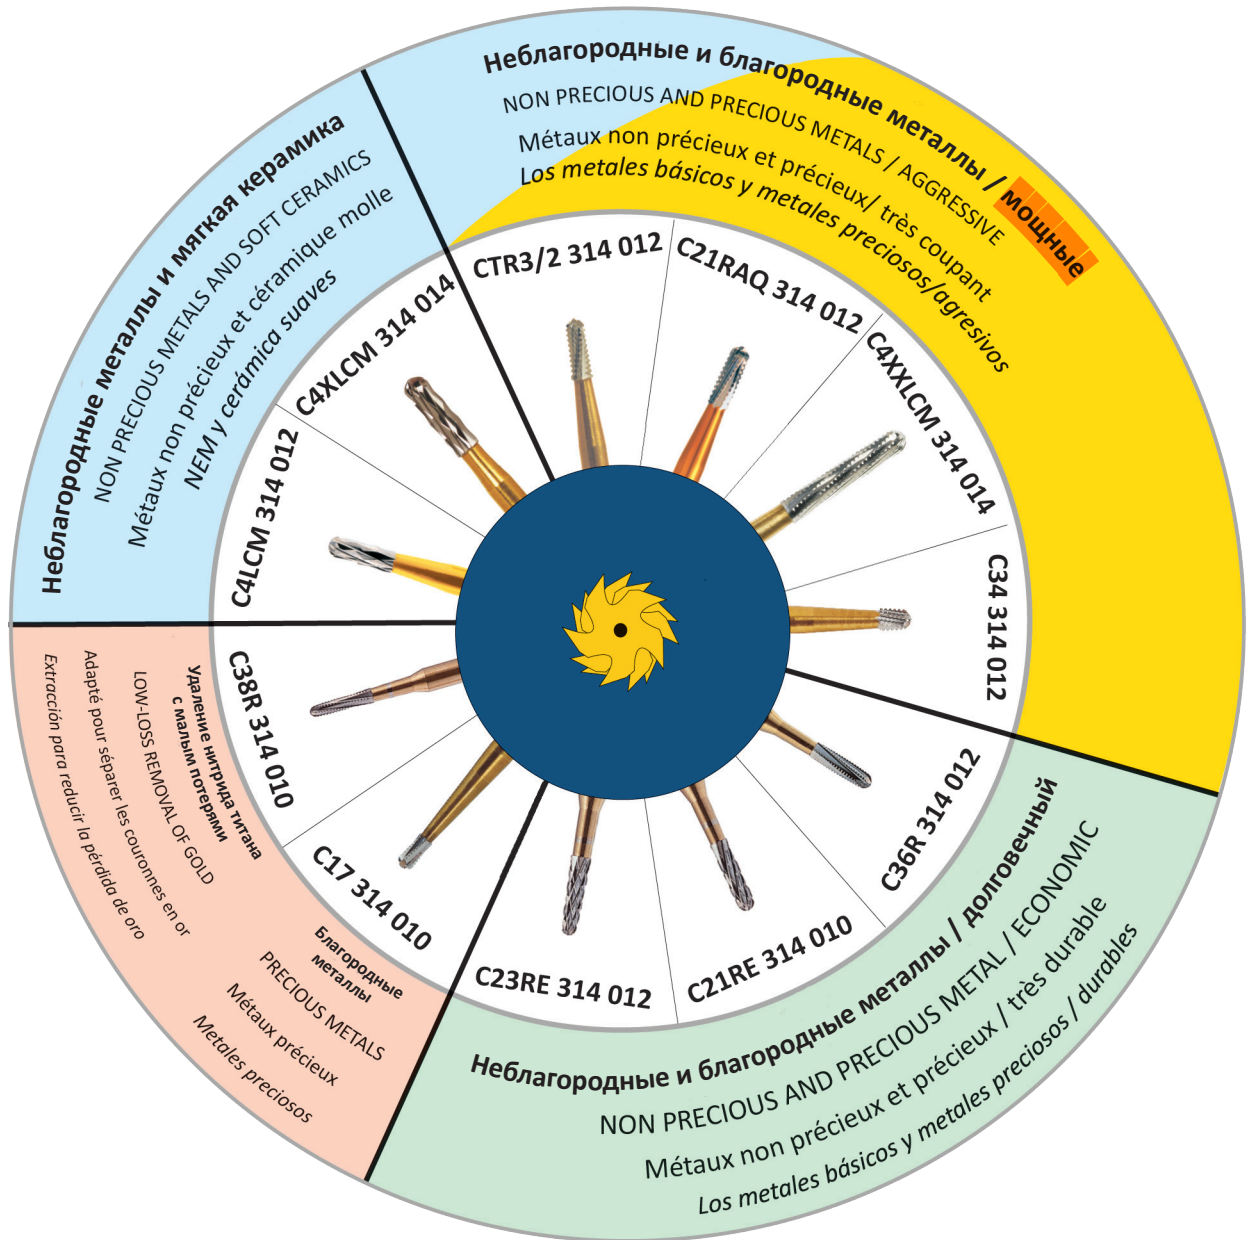 Неблагородные и благородные металлы / мощные
NON PRECIOUS AND PRECIOUS METALS / AGGRESSIVE
Métaux non précieux et précieux/ très coupant
Los metales básicos y metales preciosos/agresivos
CTR3/2 314 012
C21RAQ 314 012
C4XXLCM 314 014
C34 314 012
C36R 314 012
C21RE 314 010
C23RE 314 012
Неблагородные и благородные металлы / долговечный
NON PRECIOUS AND PRECIOUS METAL / ECONOMIC
Métaux non précieux et précieux / très durable
Los metales básicos y metales preciosos / durables
C17 314 010
Благородные
металлы
PRECIOUS METALS
Métaux précieux
Metales preciosos
C38R 314 010
Удаление нитрида титана
с малым потерями
LOW-LOSS REMOVAL OF GOLD
Adapté pour séparer les couronnes en or
Extracción para reducir la pérdida de oro
Неблагородные металлы и мягкая керамика
NON PRECIOUS METALS AND SOFT CERAMICS
Métaux non précieux et céramique molle
NEM y cerámica suaves
C4LCM 314 012
C4XLCM 314 014